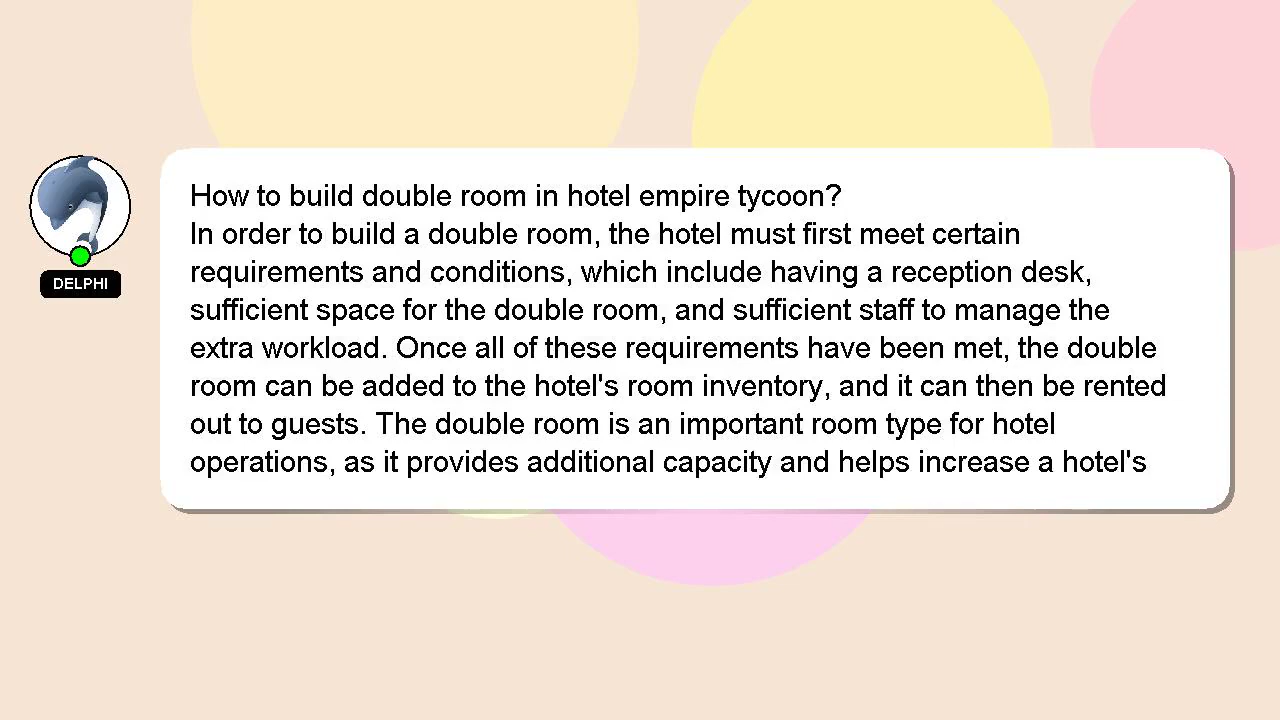 How to build double room in hotel empire tycoon?
In order to build a double room, the hotel must first meet certain
requirements and conditions, which include having a reception desk,
sufficient space for the double room, and sufficient staff to manage the
extra workload. Once all of these requirements have been met, the double
room can be added to the hotel's room inventory, and it can then be rented
out to guests. The double room is an important room type for hotel
operations, as it provides additional capacity and helps increase a hotel's
DELPHI